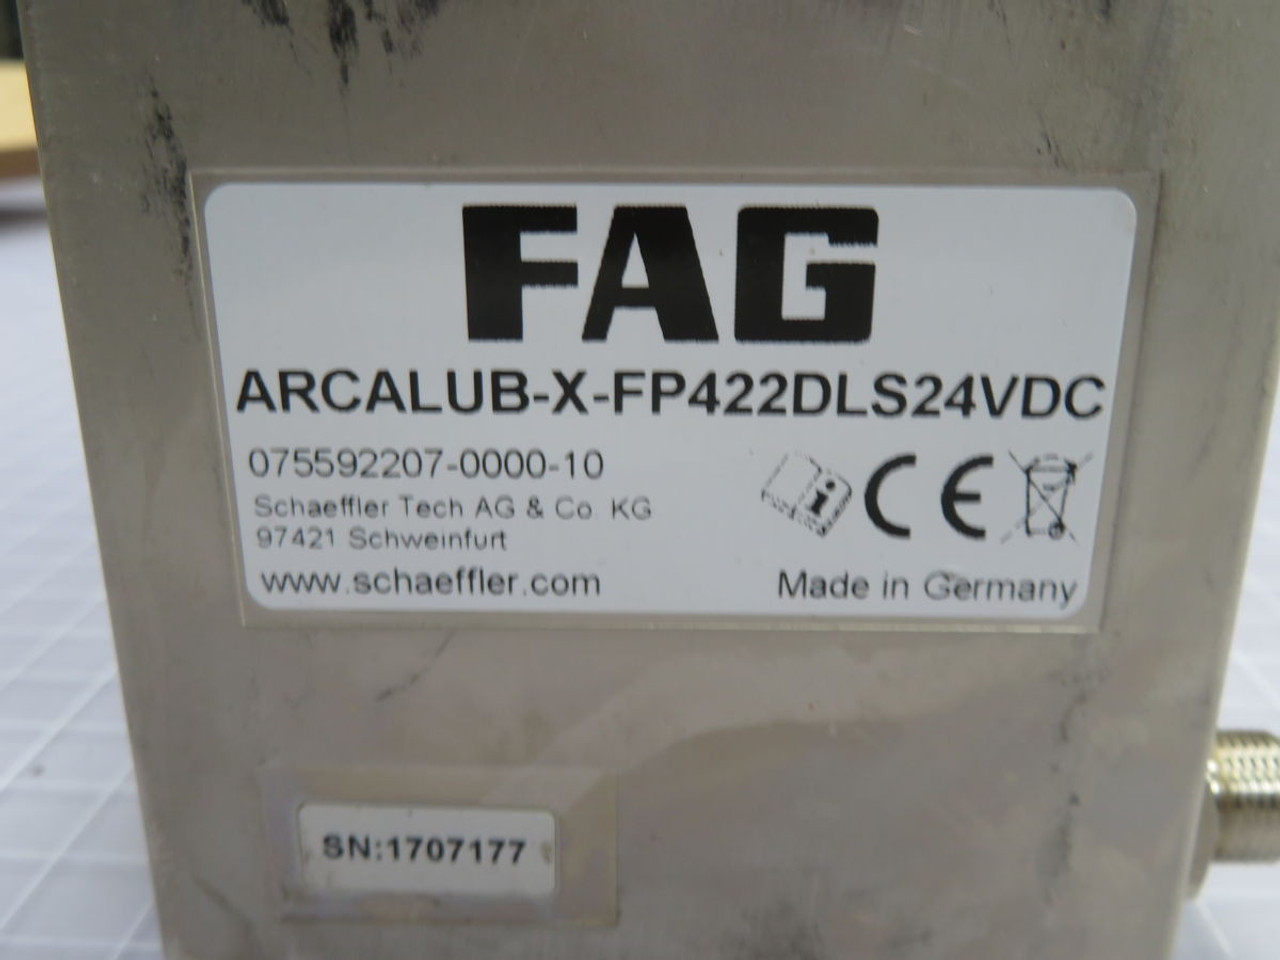 FAG
ARCALUB-X-FP422DLS24VDC
075592207-0000-10
Schaeffler Tech AG & Co. KG
97421 Schweinfurt
www.schaeffler.com
CE
Made in Germany
SN:1707177